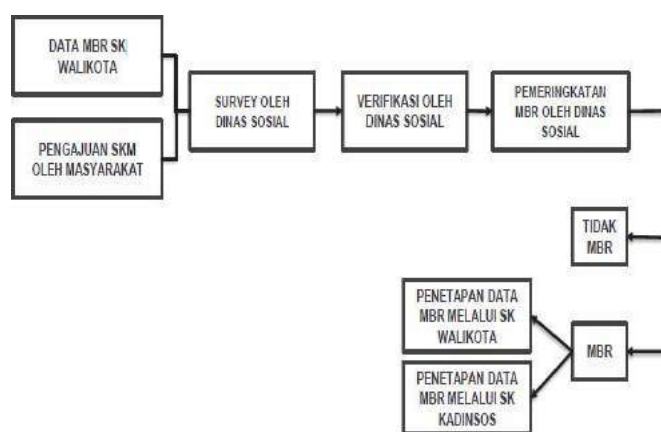 DATA MBR SK
WALIKOTA
PENGAJUAN SKM
OLEH MASYARAKAT
SURVEY OLEH
DINAS SOSIAL
VERIFIKASI OLEH
DINAS SOSIAL
PEMERINGKATAN
MBR OLEH DINAS
SOSIAL
TIDAK
MBR
MBR
PENETAPAN DATA
MBR MELALUI SK
WALIKOTA
PENETAPAN DATA
MBR MELALUI SK
KADINSOS